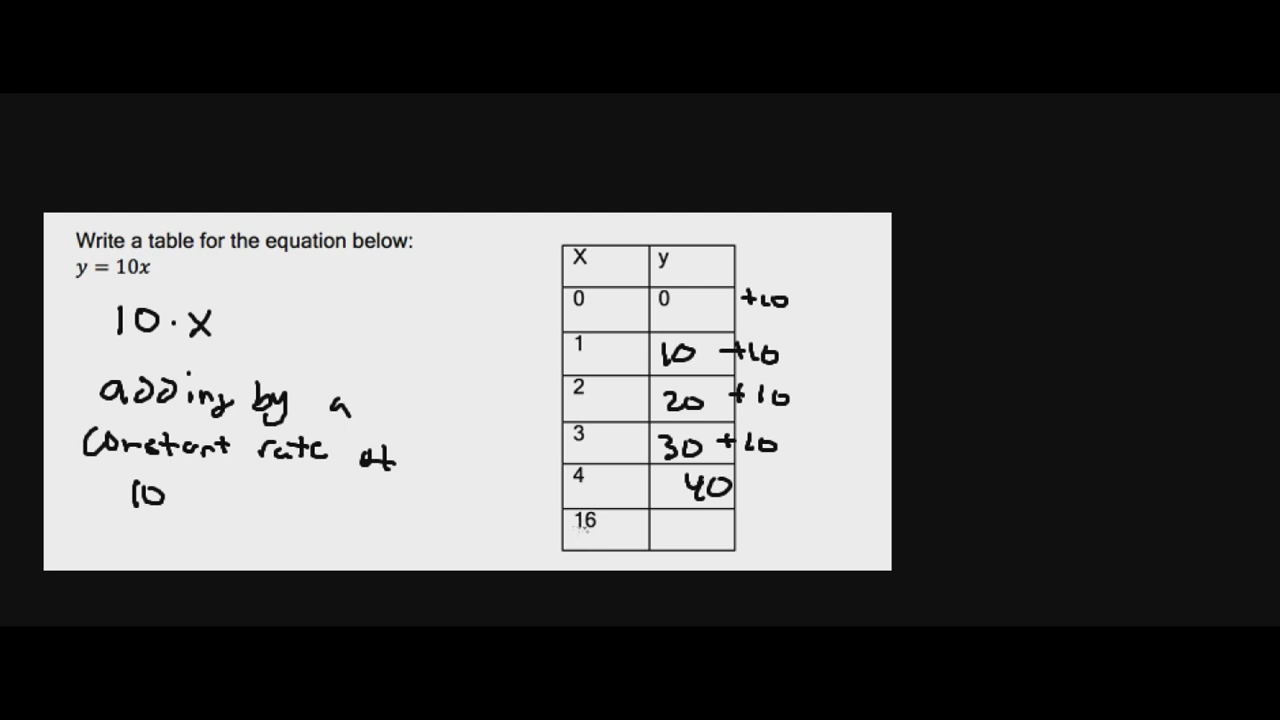 Write a table for the equation below:
y = 10x
10 · x
adding by a
constant rate of
10
X y
0 0 +10
1 10 +10
2 20 +10
3 30 +10
4 40
16